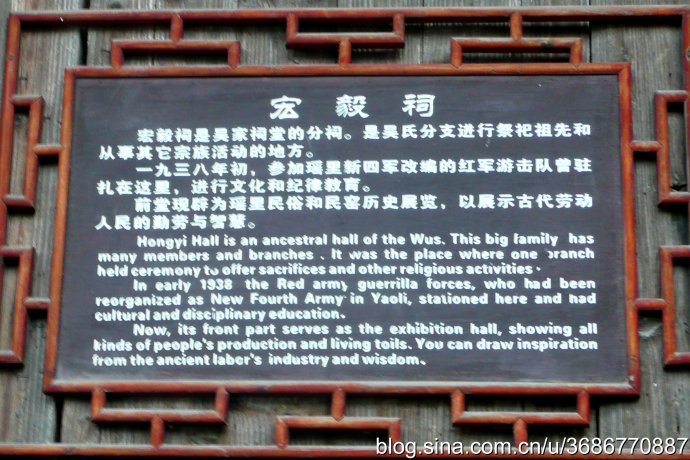 宏毅祠
宏毅祠是吴家祠堂的分祠。是吴氏分支进行祭祀祖先和
从事其它宗族活动的地方。
一九三八年初，参加瑶里新四军改编的红军游击队曾驻
扎在这里，进行文化和纪律教育。
前堂现辟为瑶里民俗和民窑历史展览，以展示古代劳动
人民的勤劳与智慧。
Hongyi Hall is an ancestral hall of the Wus. This big family has
many members and branches . It was the place where one branch
held ceremony to offer sacrifices and other religious activities .
In early 1938 the Red army guerrilla forces, who had been
reorganized as New Fourth Army in Yaoli, stationed here and had
cultural and disciplinary education.
Now, its front part serves as the exhibition hall, showing all
kinds of people's production and living toils. You can draw inspiration
from the ancient labor's industry and wisdom.
blog.sina.com.cn/u/3686770887